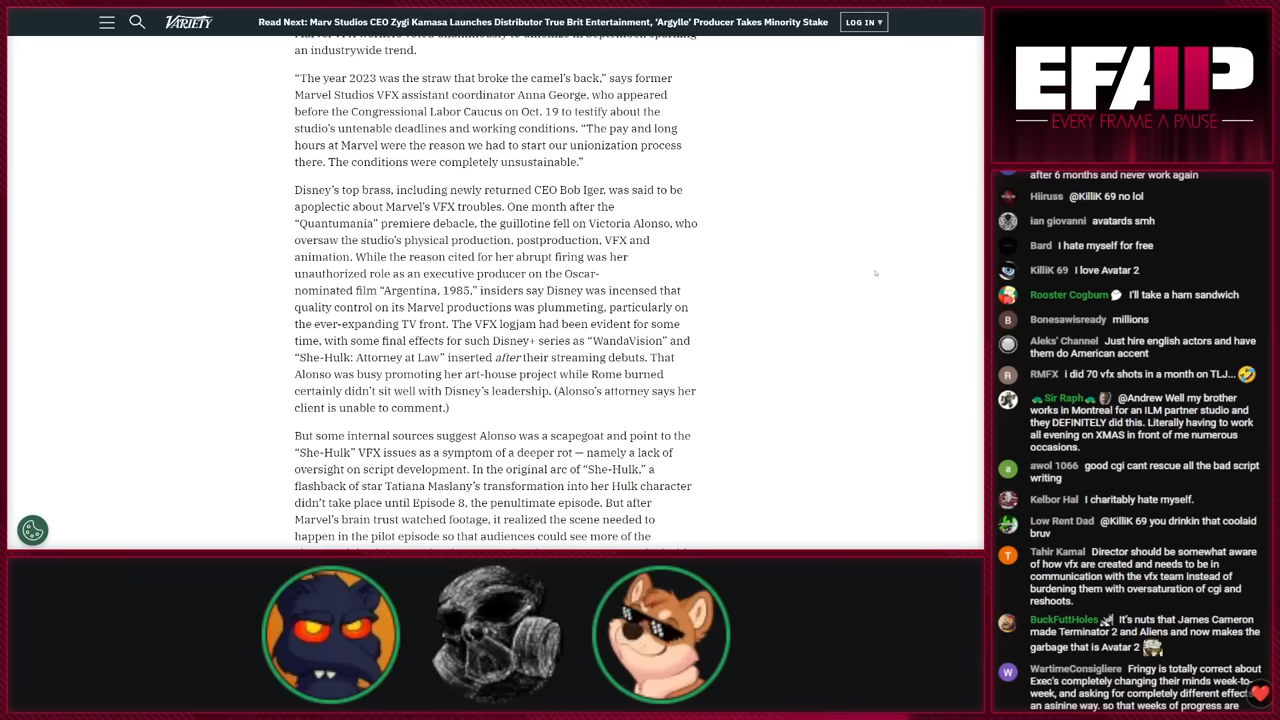 VARIETY
Read Next: Marv Studios CEO Zygi Kamasa Launches Distributor True Brit Entertainment, ‘Argylle’ Producer Takes Minority Stake
LOG IN ▾
an industrywide trend.
“The year 2023 was the straw that broke the camel’s back,” says former
Marvel Studios VFX assistant coordinator Anna George, who appeared
before the Congressional Labor Caucus on Oct. 19 to testify about the
studio’s untenable deadlines and working conditions. “The pay and long
hours at Marvel were the reason we had to start our unionization process
there. The conditions were completely unsustainable.”
Disney’s top brass, including newly returned CEO Bob Iger, was said to be
apoplectic about Marvel’s VFX troubles. One month after the
“Quantumania” premiere debacle, the guillotine fell on Victoria Alonso, who
oversaw the studio’s physical production, postproduction, VFX and
animation. While the reason cited for her abrupt firing was her
unauthorized role as an executive producer on the Oscar-
nominated film “Argentina, 1985,” insiders say Disney was incensed that
quality control on its Marvel productions was plummeting, particularly on
the ever-expanding TV front. The VFX logjam had been evident for some
time, with some final effects for such Disney+ series as “WandaVision” and
“She-Hulk: Attorney at Law” inserted after their streaming debuts. That
Alonso was busy promoting her art-house project while Rome burned
certainly didn’t sit well with Disney’s leadership. (Alonso’s attorney says her
client is unable to comment.)
But some internal sources suggest Alonso was a scapegoat and point to the
“She-Hulk” VFX issues as a symptom of a deeper rot — namely a lack of
oversight on script development. In the original arc of “She-Hulk,” a
flashback of star Tatiana Maslany’s transformation into her Hulk character
didn’t take place until Episode 8, the penultimate episode. But after
Marvel’s brain trust watched footage, it realized the scene needed to
happen in the pilot episode so that audiences could see more of the
EFAP
EVERY FRAME A PAUSE
after 6 months and never work again
Hiiruss @KilliK 69 no lol
ian giovanni avatards smh
Bard I hate myself for free
KilliK 69 I love Avatar 2
Rooster Cogburn I'll take a ham sandwich
Bonesawisready millions
Aleks' Channel Just hire english actors and have
them do American accent
RMFX i did 70 vfx shots in a month on TLJ...
Sir Raph @Andrew Well my brother
works in Montreal for an ILM partner studio and
they DEFINITELY did this. Literally having to work
all evening on XMAS in front of me numerous
occasions.
awol 1066 good cgi cant rescue all the bad script
writing
Kelbor Hal I charitably hate myself.
Low Rent Dad @KilliK 69 you drinkin that coolaid
bruv
Tahir Kamal Director should be somewhat aware
of how vfx are created and needs to be in
communication with the vfx team instead of
burdening them with oversaturation of cgi and
reshoots.
BuckFuttHoles It's nuts that James Cameron
made Terminator 2 and Aliens and now makes the
garbage that is Avatar 2
WartimeConsigliere Fringy is totally correct about
Exec's completely changing their minds week-to-
week, and asking for completely different effects
an asinine way. so that weeks of progress are